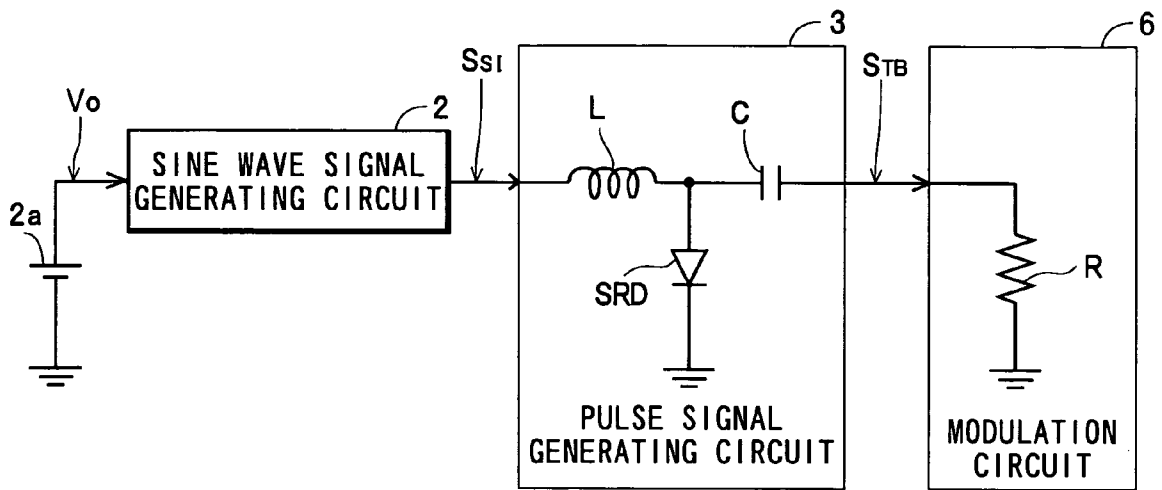 3
6
SSI
STB
Vo
2
L
C
SINE WAVE SIGNAL
GENERATING CIRCUIT
2a
SRD
R
PULSE SIGNAL
GENERATING CIRCUIT
MODULATION
CIRCUIT